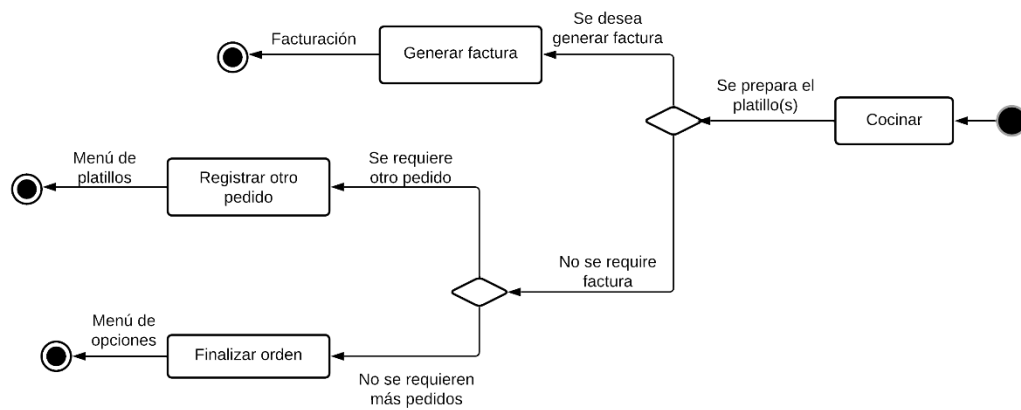 Se desea
generar factura
Facturación
Generar factura
Se prepara el
platillo(s)
Cocinar
Menú de
platillos
Registrar otro
pedido
Se requiere
otro pedido
No se require
factura
Menú de
opciones
Finalizar orden
No se requieren
más pedidos